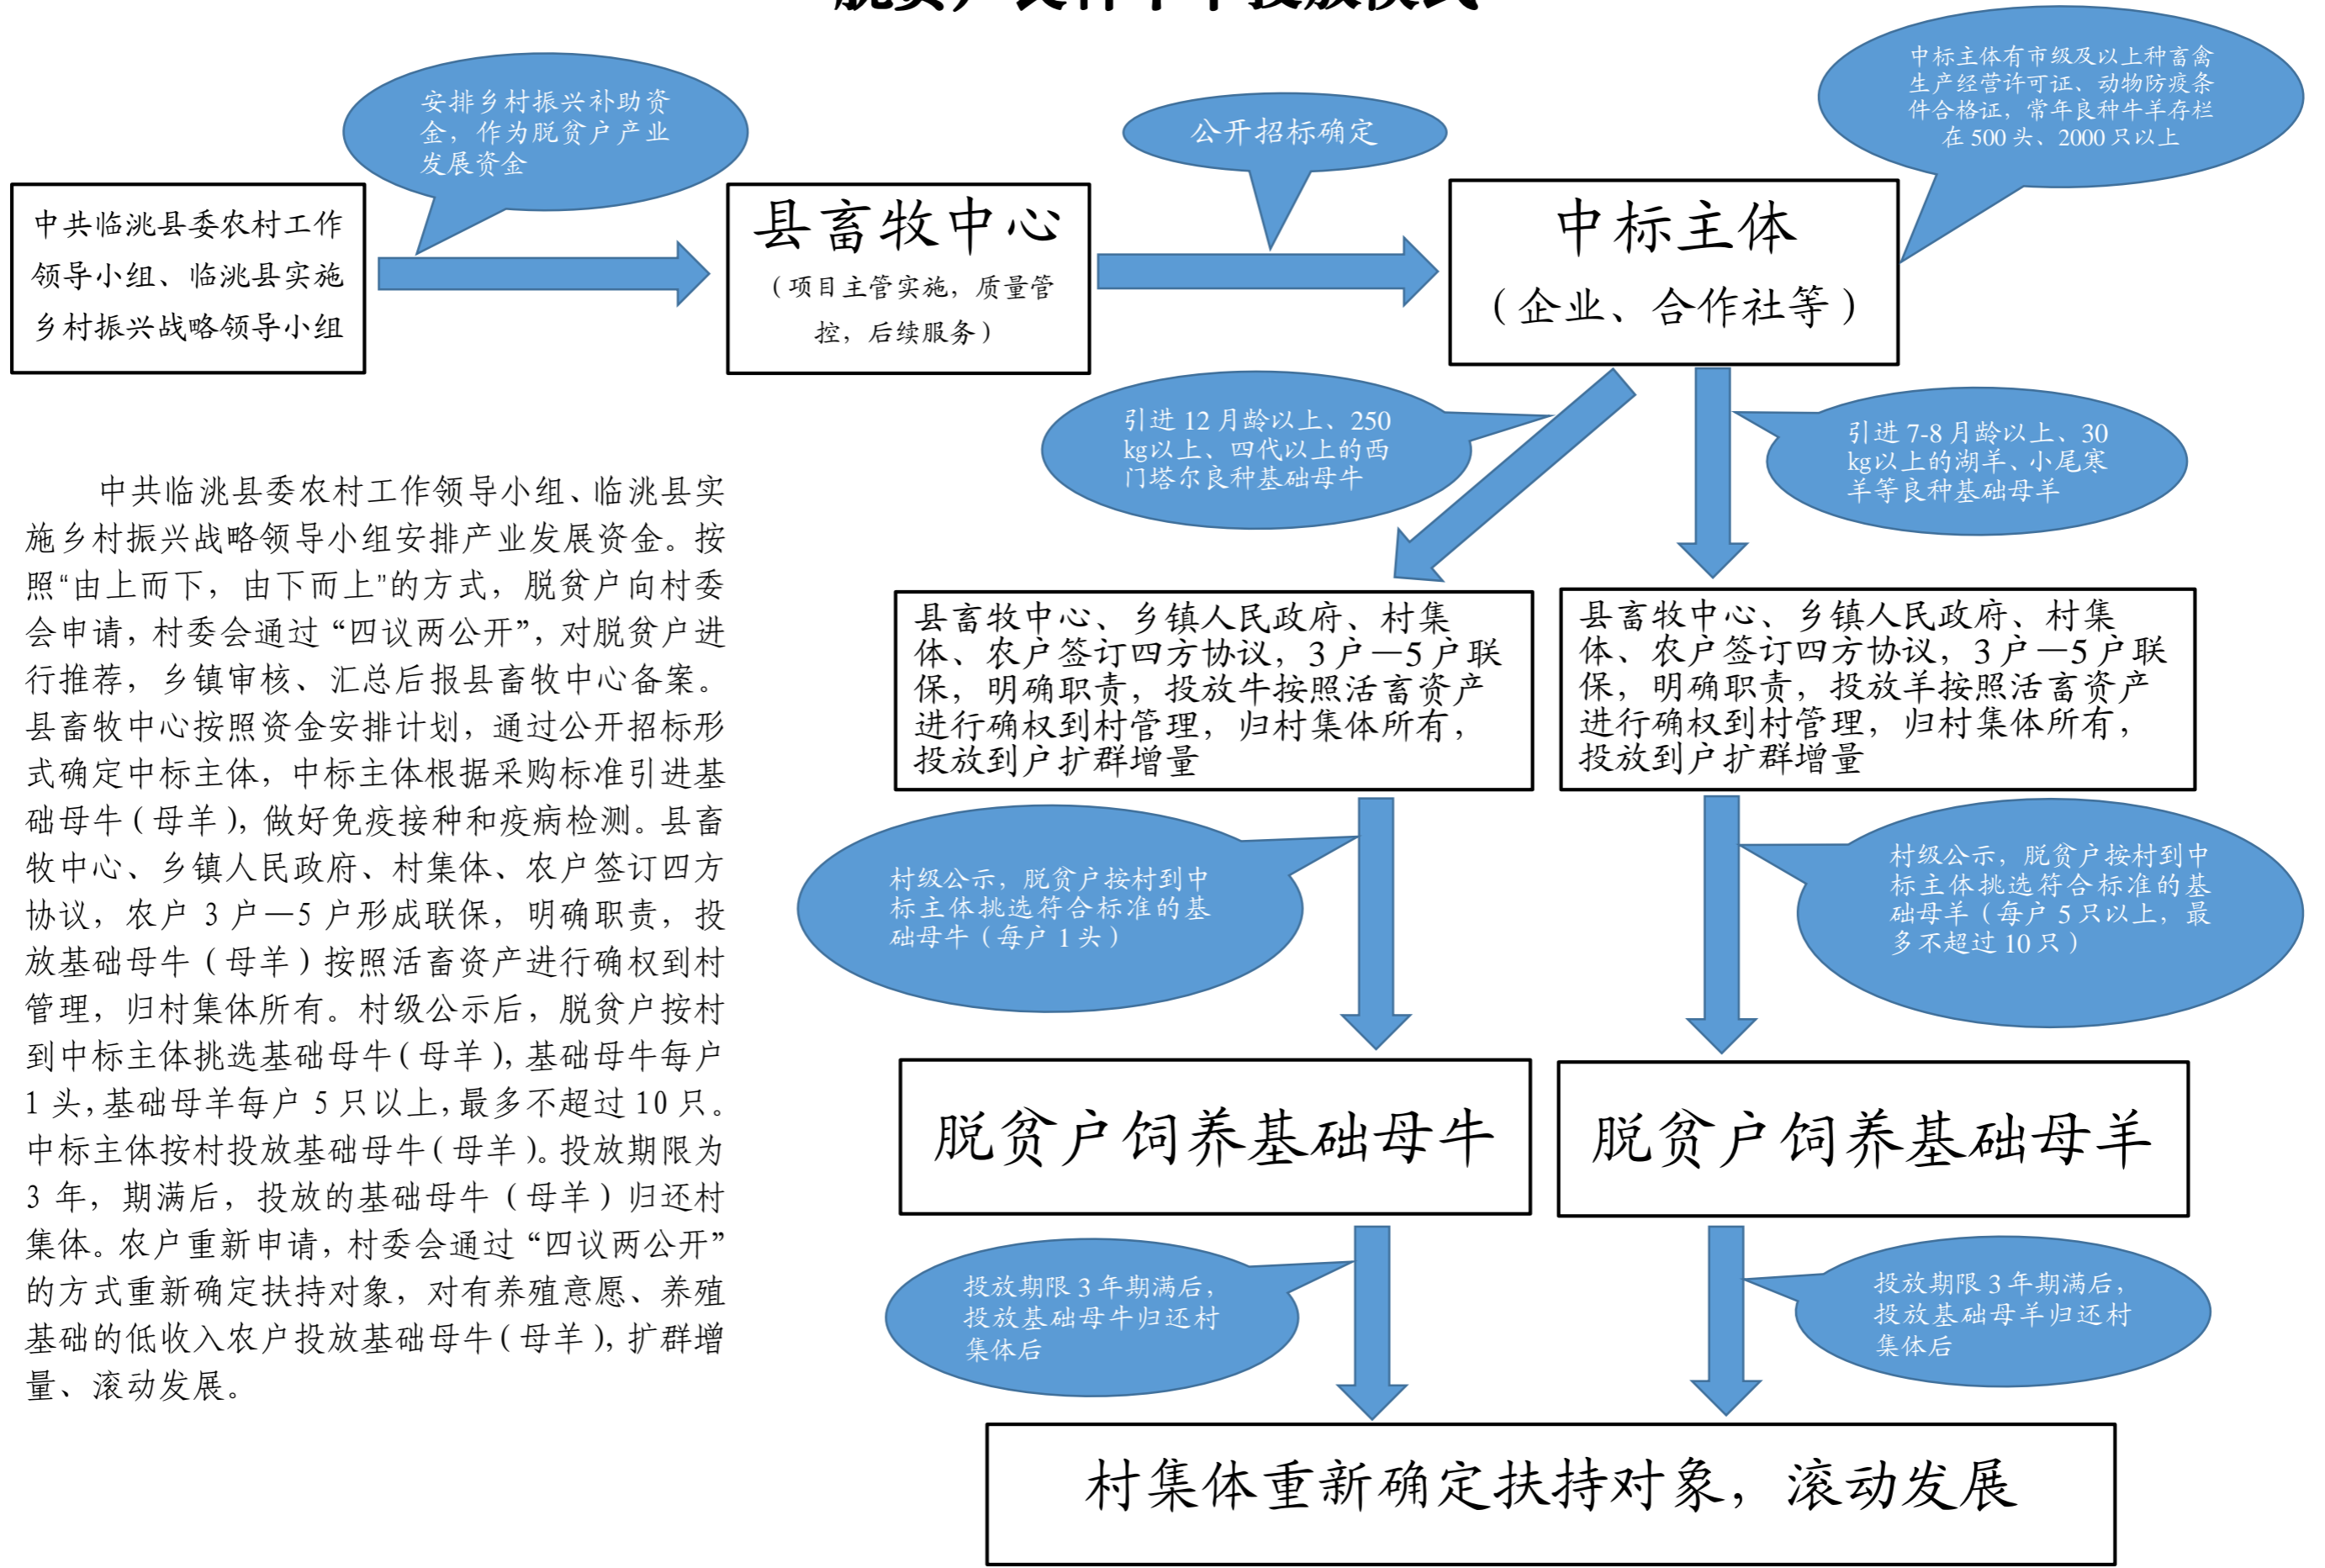 安排乡村振兴补助资
金，作为脱贫户产业
发展资金
公开招标确定
中标主体有市级及以上种畜禽
生产经营许可证、动物防疫条
件合格证，常年良种牛羊存栏
在 500 头、2000 只以上
中共临洮县委农村工作
领导小组、临洮县实施
乡村振兴战略领导小组
县畜牧中心
（项目主管实施，质量管
控，后续服务）
中标主体
（企业、合作社等）
引进 12 月龄以上、250
kg以上、四代以上的西
门塔尔良种基础母牛
引进 7-8 月龄以上、30
kg以上的湖羊、小尾寒
羊等良种基础母羊
中共临洮县委农村工作领导小组、临洮县实
施乡村振兴战略领导小组安排产业发展资金。按
照“由上而下，由下而上”的方式，脱贫户向村委
会申请，村委会通过“四议两公开”，对脱贫户进
行推荐，乡镇审核、汇总后报县畜牧中心备案。
县畜牧中心按照资金安排计划，通过公开招标形
式确定中标主体，中标主体根据采购标准引进基
础母牛（母羊），做好免疫接种和疫病检测。县畜
牧中心、乡镇人民政府、村集体、农户签订四方
协议，农户 3 户—5 户形成联保，明确职责，投
放基础母牛（母羊）按照活畜资产进行确权到村
管理，归村集体所有。村级公示后，脱贫户按村
到中标主体挑选基础母牛（母羊），基础母牛每户
1 头，基础母羊每户 5 只以上，最多不超过 10 只。
中标主体按村投放基础母牛（母羊）。投放期限为
3 年，期满后，投放的基础母牛（母羊）归还村
集体。农户重新申请，村委会通过“四议两公开”
的方式重新确定扶持对象，对有养殖意愿、养殖
基础的低收入农户投放基础母牛（母羊），扩群增
量、滚动发展。
县畜牧中心、乡镇人民政府、村集
体、农户签订四方协议，3 户—5 户联
保，明确职责，投放牛按照活畜资产
进行确权到村管理，归村集体所有，
投放到户扩群增量
县畜牧中心、乡镇人民政府、村集
体、农户签订四方协议，3 户—5 户联
保，明确职责，投放羊按照活畜资产
进行确权到村管理，归村集体所有，
投放到户扩群增量
村级公示，脱贫户按村到中
标主体挑选符合标准的基
础母牛（每户 1 头）
村级公示，脱贫户按村到中
标主体挑选符合标准的基
础母羊（每户 5 只以上，最
多不超过 10 只）
脱贫户饲养基础母牛
脱贫户饲养基础母羊
投放期限 3 年期满后，
投放基础母牛归还村
集体后
投放期限 3 年期满后，
投放基础母羊归还村
集体后
村集体重新确定扶持对象，滚动发展